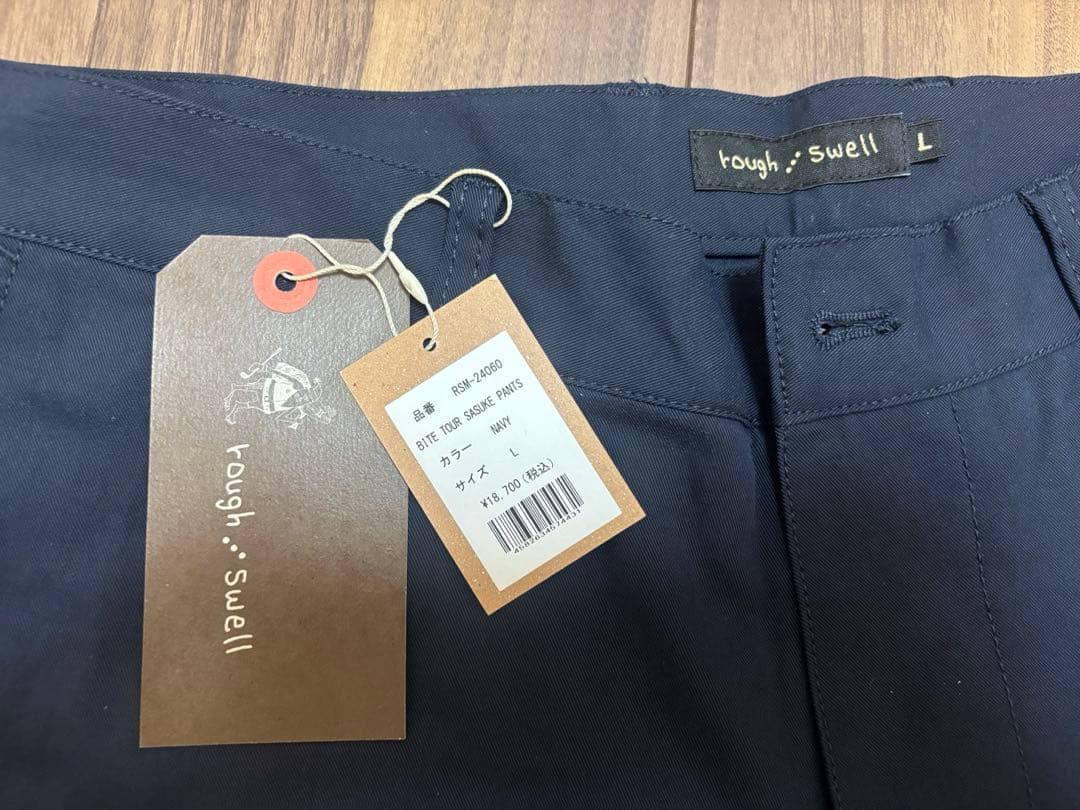 rough swell
L
rough swell
品番 RSM-24060
BITE TOUR SASUKE PANTS
カラー NAVY
サイズ L
¥18,700(税込)
4582634574431